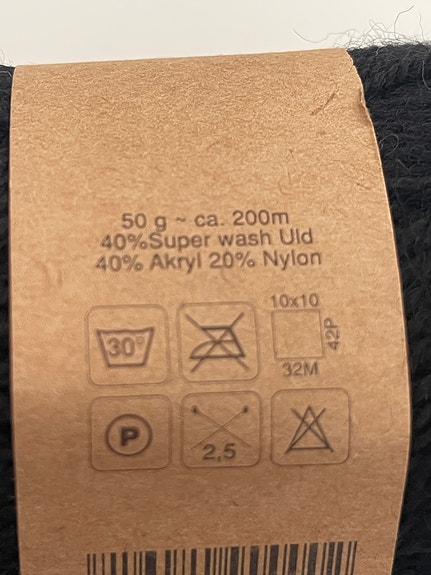 50 g ~ ca. 200m
40%Super wash Uld
40% Akryl 20% Nylon
30°
10x10
42P
32M
P
2,5